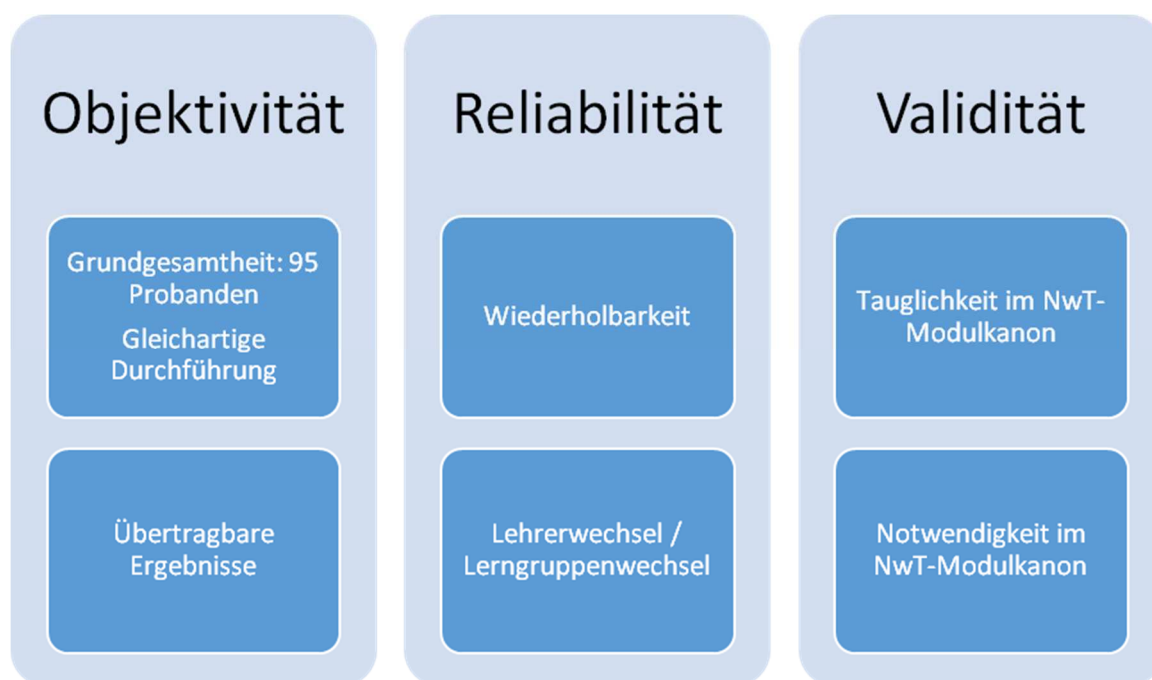 Objektivität
Grundgesamtheit: 95
Probanden
Gleichartige
Durchführung
Übertragbare
Ergebnisse
Reliabilität
Wiederholbarkeit
Lehrerwechsel /
Lerngruppenwechsel
Validität
Tauglichkeit im NwT-
Modulkanon
Notwendigkeit im
NwT-Modulkanon